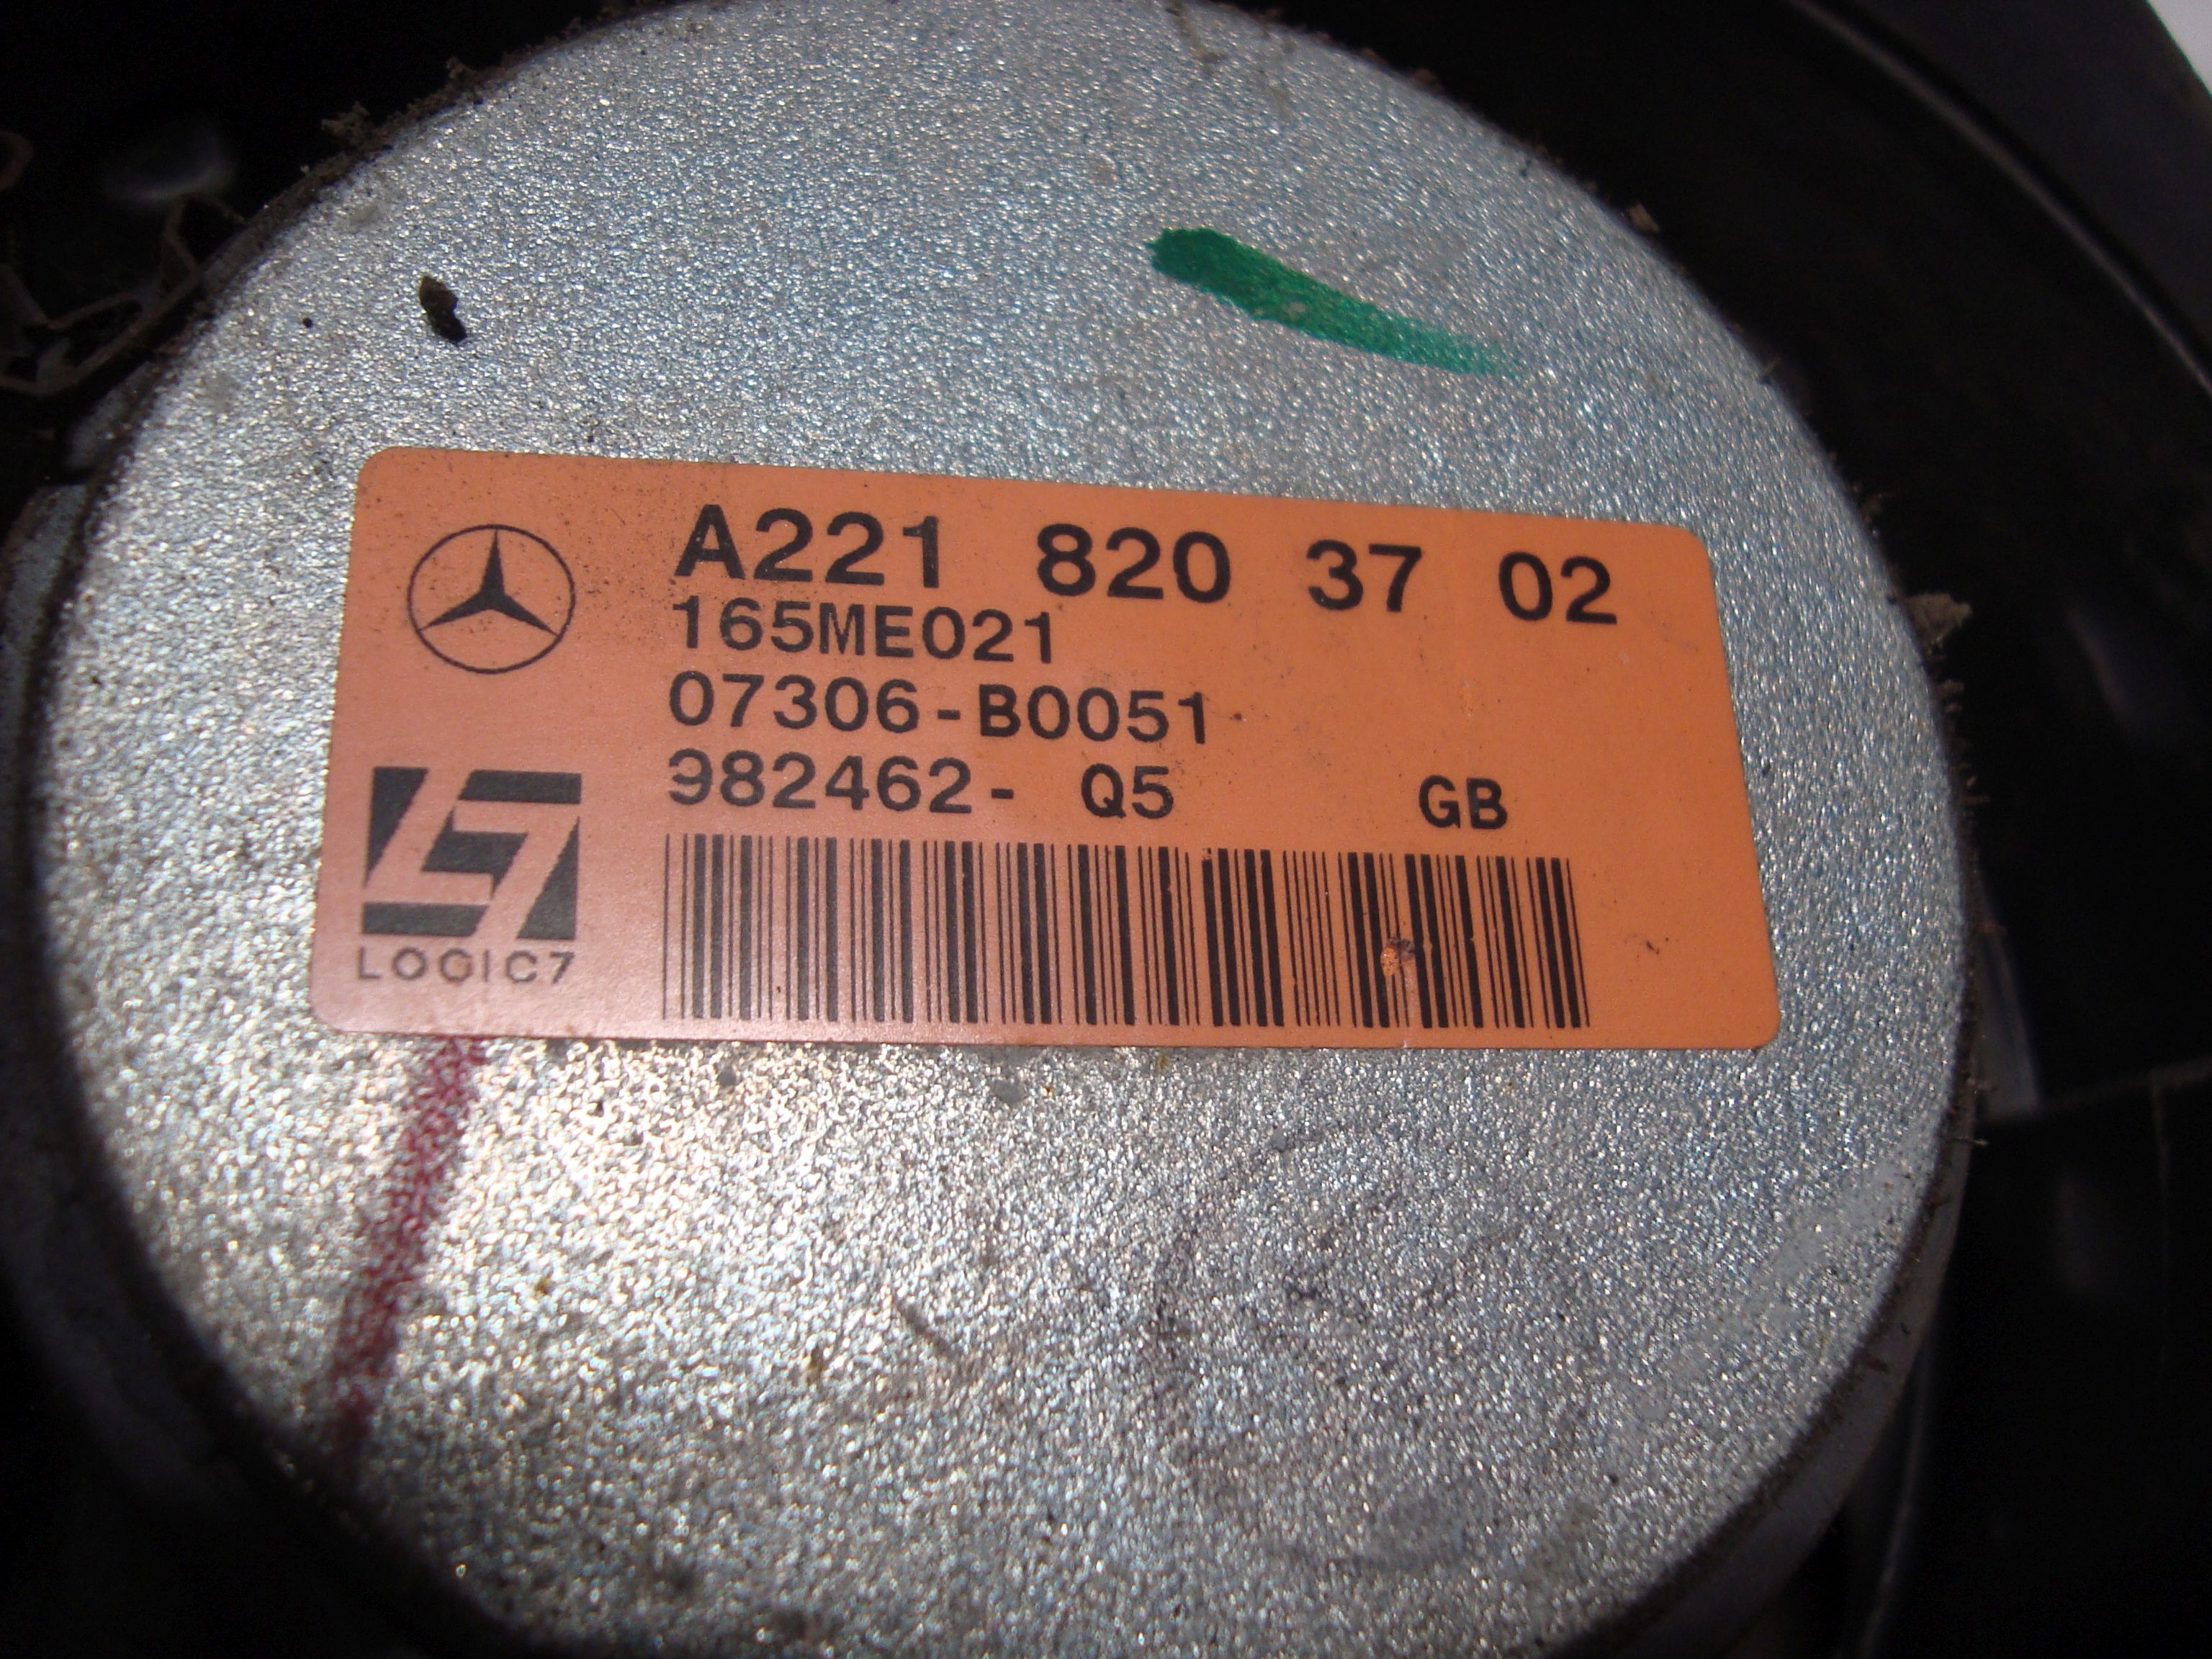 A221 820 37 02
165ME021
07306-B0051
982462- Q5 GB
LOGIC7